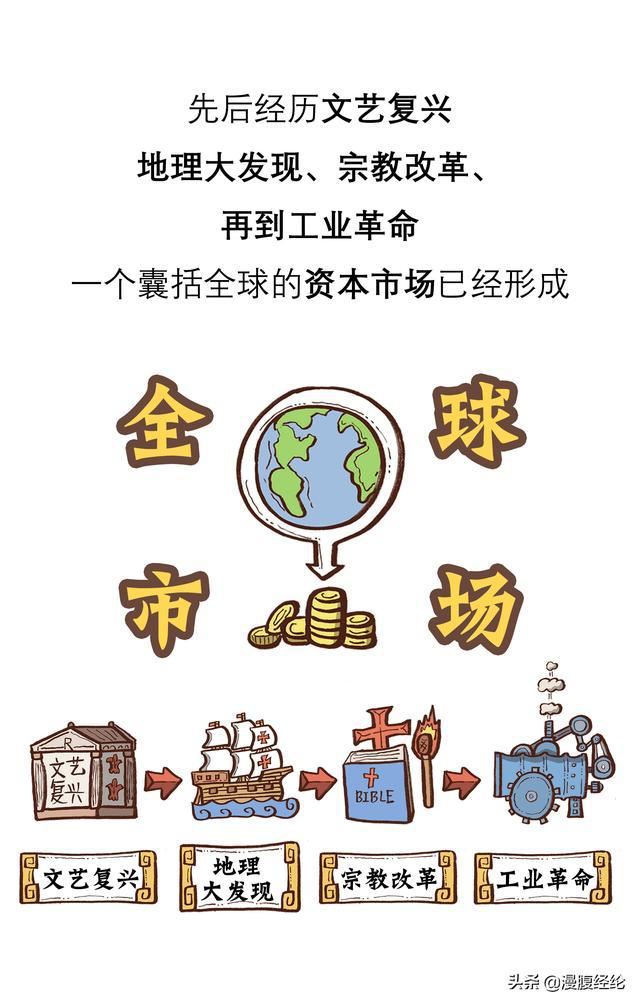 先后经历文艺复兴
地理大发现、宗教改革、
再到工业革命
一个囊括全球的资本市场已经形成
全 球
市 场
R
文艺
复兴
BIBLE
文艺复兴
地理
大发现
宗教改革
工业革命
头条 @漫腹经纶